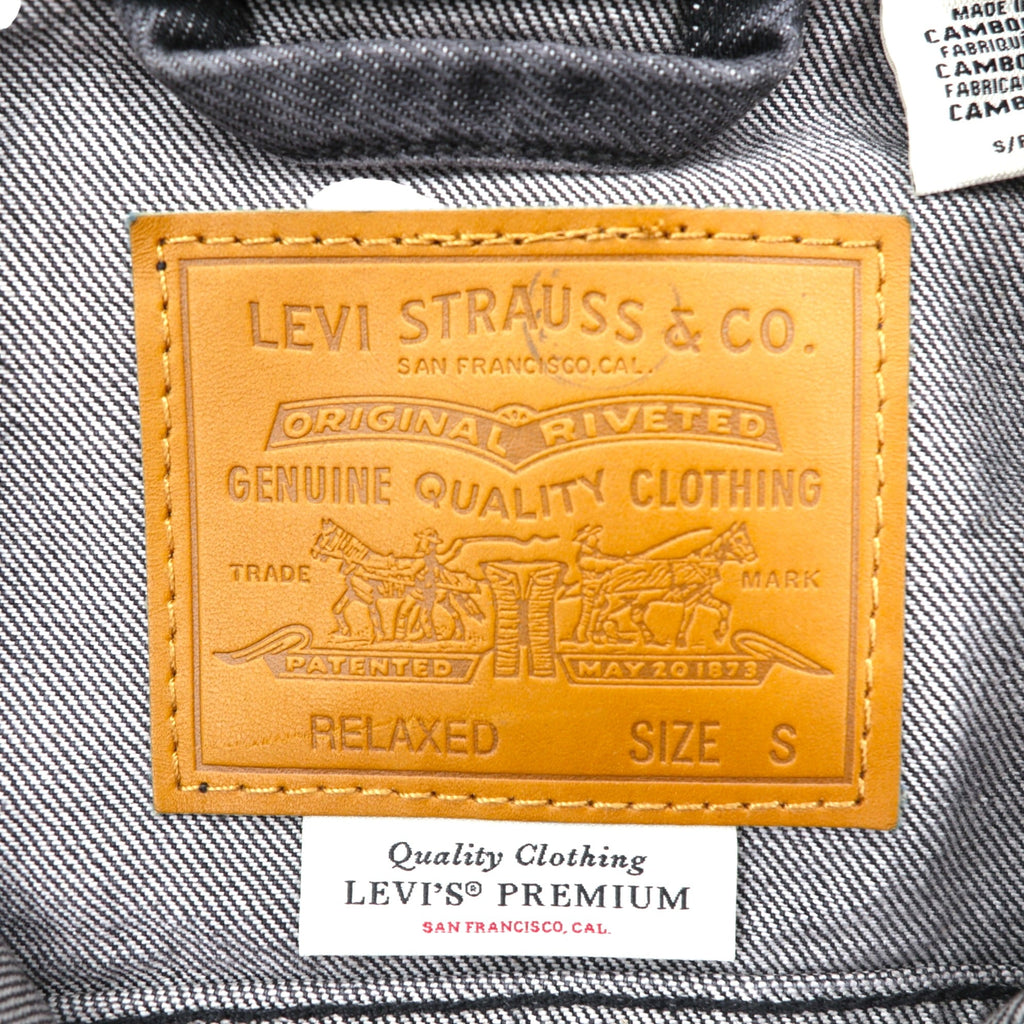 MADE IN
CAMBO
FABRIQUÉ
CAMBO
FABRICA
CAMB
S/P
LEVI STRAUSS & CO.
SAN FRANCISCO, CAL.
ORIGINAL RIVETED
GENUINE QUALITY CLOTHING
TRADE MARK
PATENTED MAY 20 1873
RELAXED SIZE S
Quality Clothing
LEVI'S® PREMIUM
SAN FRANCISCO, CAL.